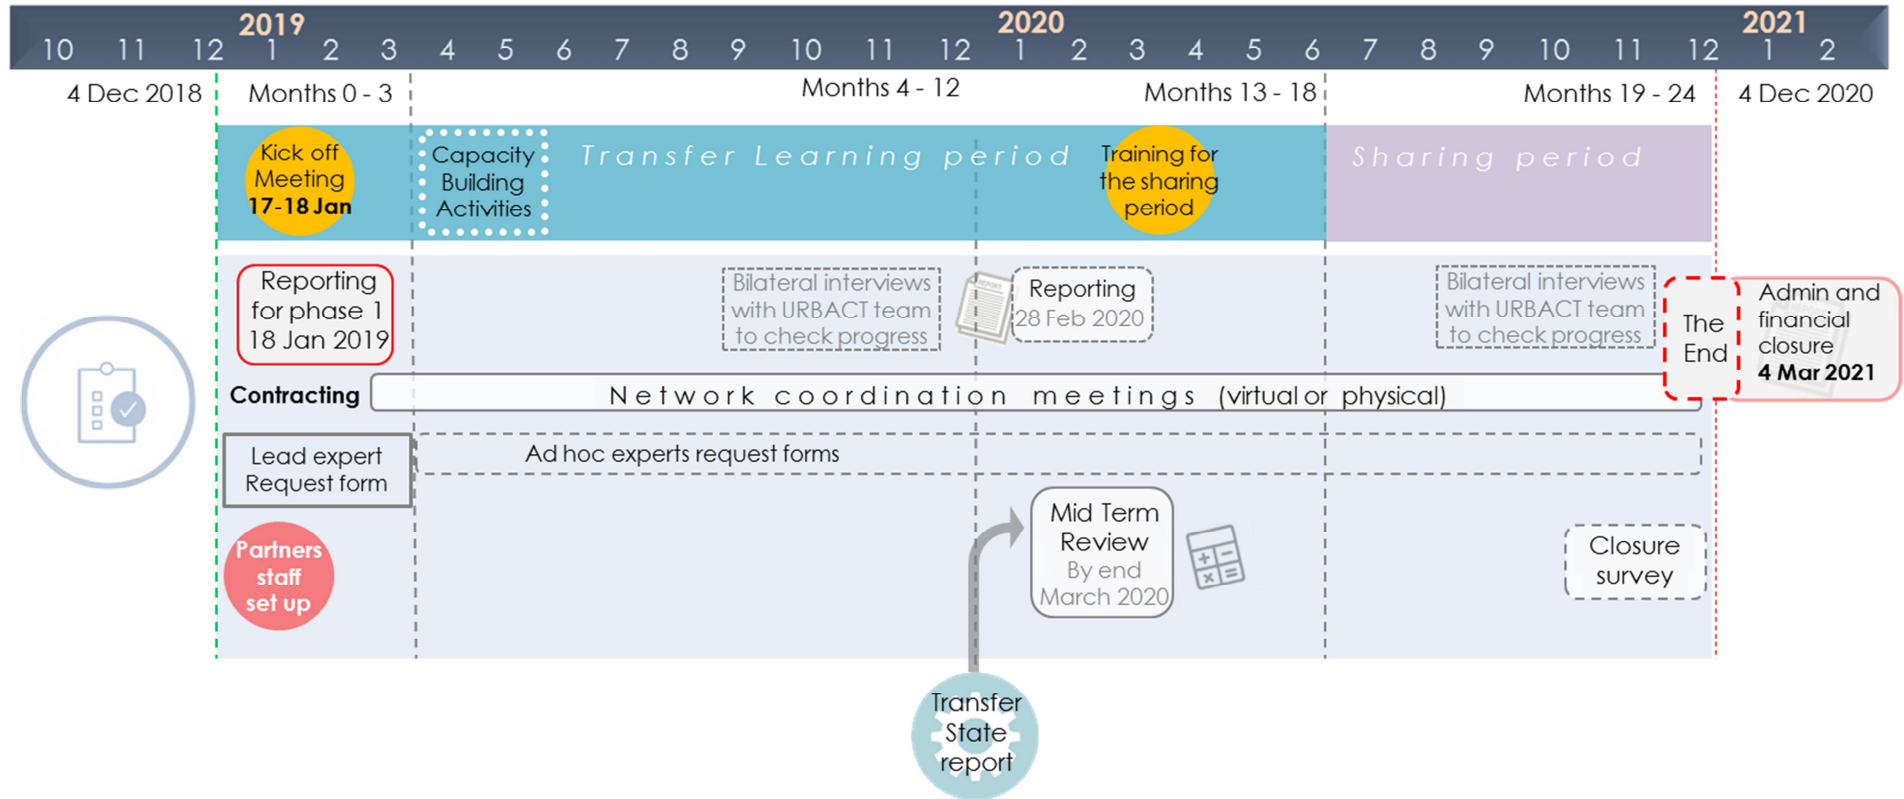 2019 2020 2021
10 11 12 1 2 3 4 5 6 7 8 9 10 11 12 1 2 3 4 5 6 7 8 9 10 11 12 1 2
4 Dec 2018 Months 0 - 3 Months 4 - 12 Months 13 - 18 Months 19 - 24 4 Dec 2020
Kick off
Meeting
17-18 Jan
Capacity
Building
Activities
Transfer Learning period
Training for
the sharing
period
Sharing period
Reporting
for phase 1
18 Jan 2019
Bilateral interviews
with URBACT team
to check progress
REPORT
Reporting
28 Feb 2020
Bilateral interviews
with URBACT team
to check progress
The
End
Admin and
financial
closure
4 Mar 2021
Contracting
Network coordination meetings (virtual or physical)
Lead expert
Request form
Ad hoc experts request forms
Partners
staff
set up
Mid Term
Review
By end
March 2020
Closure
survey
Transfer
State
report